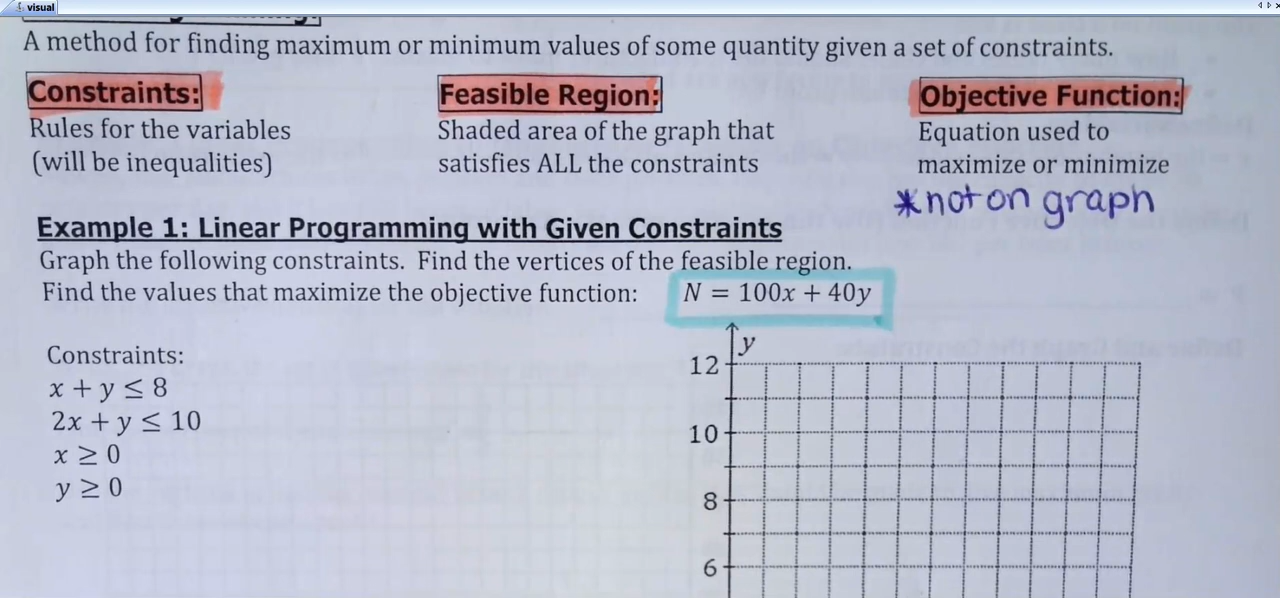 visual
A method for finding maximum or minimum values of some quantity given a set of constraints.
Constraints:
Rules for the variables
(will be inequalities)
Feasible Region:
Shaded area of the graph that
satisfies ALL the constraints
Objective Function:
Equation used to
maximize or minimize
*not on graph
Example 1: Linear Programming with Given Constraints
Graph the following constraints. Find the vertices of the feasible region.
Find the values that maximize the objective function: N = 100x + 40y
Constraints:
x + y ≤ 8
2x + y ≤ 10
x ≥ 0
y ≥ 0
y
12
10
8
6